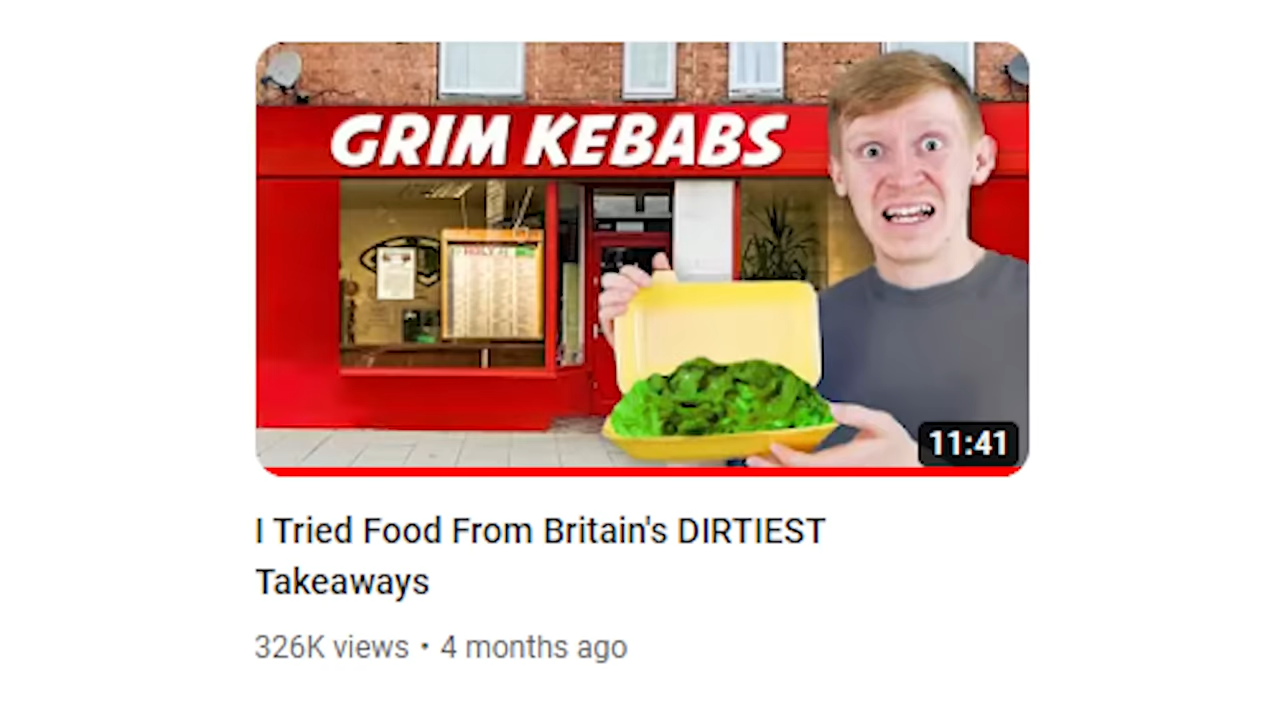 GRIM KEBABS
11:41
I Tried Food From Britain's DIRTIEST
Takeaways
326K views • 4 months ago